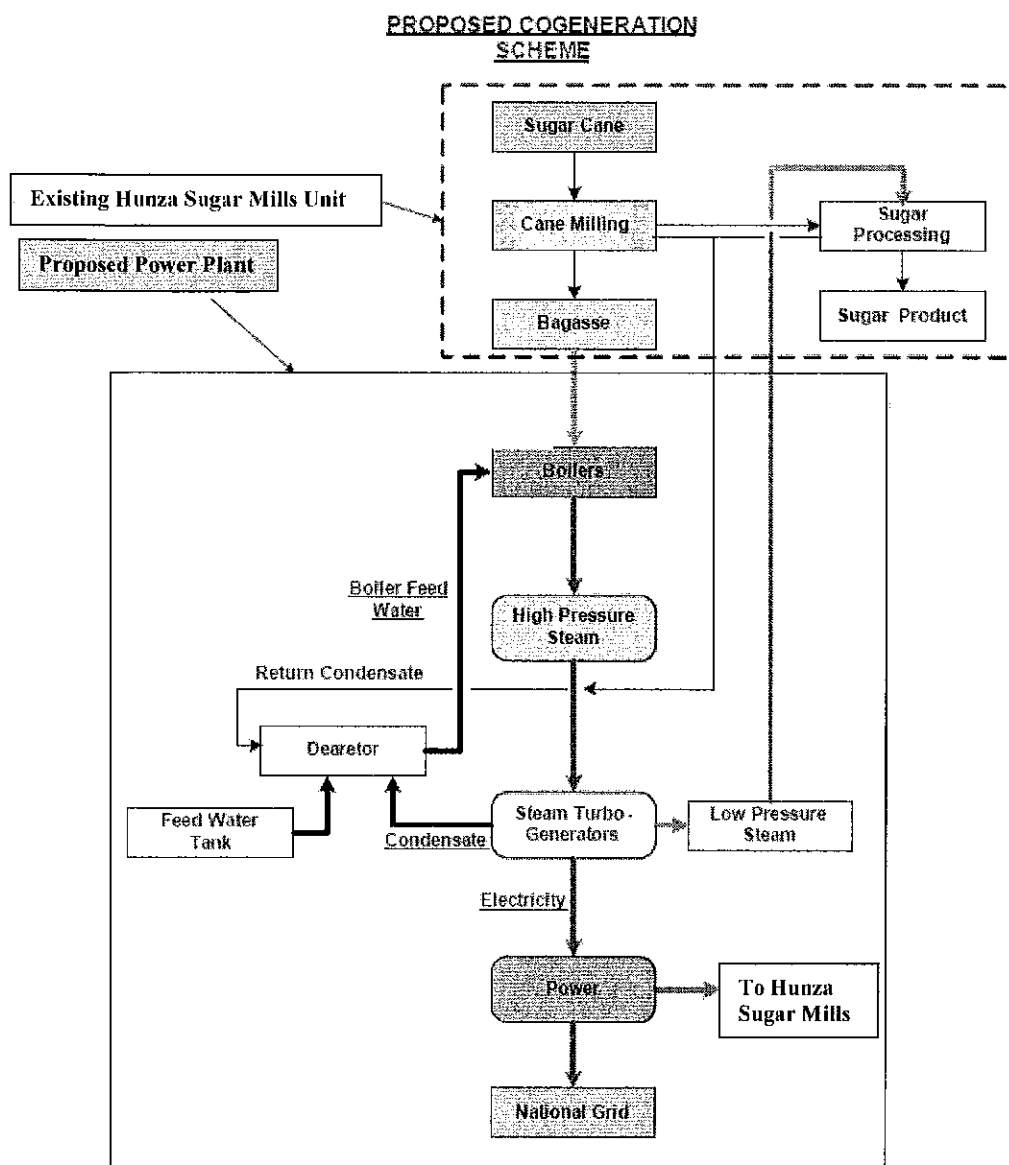 PROPOSED COGENERATION
SCHEME
Sugar Cane
Existing Hunza Sugar Mills Unit
Cane Milling
Sugar
Processing
Proposed Power Plant
Bagasse
Sugar Product
Boilers
Boiler Feed
Water
High Pressure
Steam
Return Condensate
Dearetor
Feed Water
Tank
Condensate
Steam Turbo-
Generators
Low Pressure
Steam
Electricity
Power
To Hunza
Sugar Mills
National Grid